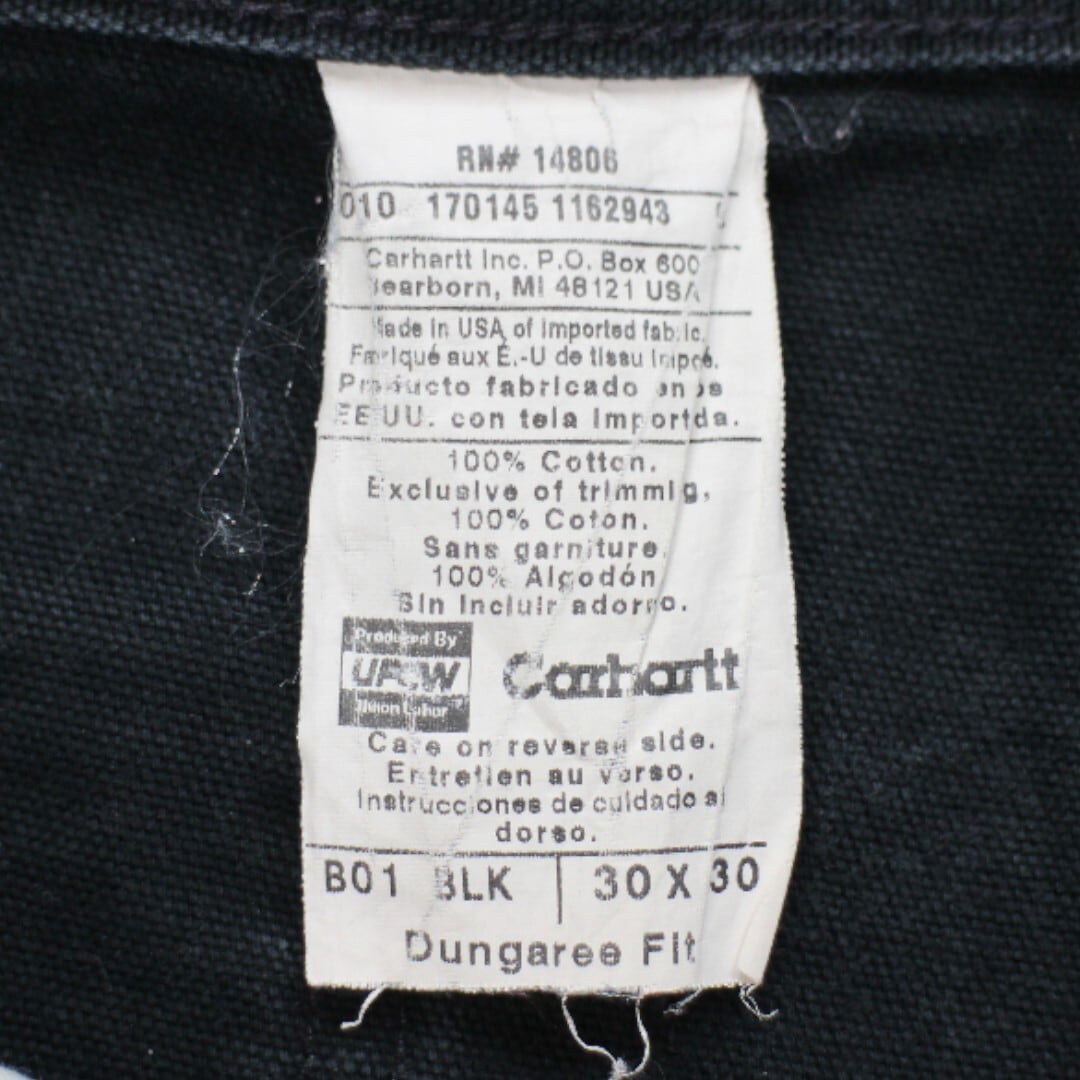 RN# 14806
010 170145 1162943
Carhartt Inc. P.O. Box 600
Dearborn, MI 48121 USA
Made in USA of imported fabric.
Fabriqué aux É.-U de tissu importé.
Producto fabricado en os
EE UU. con tela Importda.
100% Cotton.
Exclusive of trimmig,
100% Coton.
Sans garniture.
100% Algodón
Sin Incluir adorno.
Produced By
UFCW
Union Labor
Carhartt
Care on reverse side.
Entretien au verso.
Instrucciones de cuidado al
dorso.
B01 BLK 30 X 30
Dungaree Fit